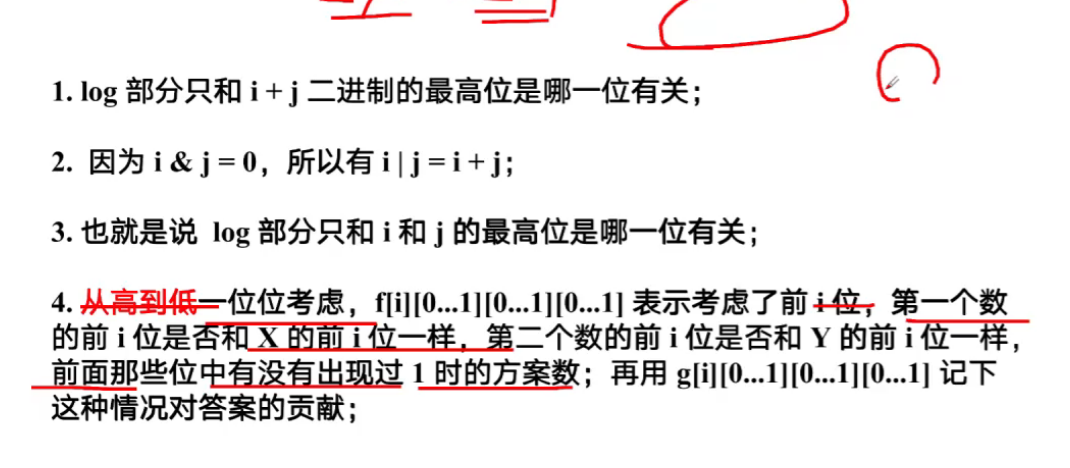 1. log 部分只和 i + j 二进制的最高位是哪一位有关；
2. 因为 i & j = 0，所以有 i | j = i + j;
3. 也就是说 log 部分只和 i 和 j 的最高位是哪一位有关；
4. 从高到低一位位考虑，f[i][0...1][0...1][0...1] 表示考虑了前 i 位，第一个数
的前 i 位是否和 X 的前 i 位一样，第二个数的前 i 位是否和 Y 的前 i 位一样，
前面那些位中有没有出现过 1 时的方案数；再用 g[i][0...1][0...1][0...1] 记下
这种情况对答案的贡献；